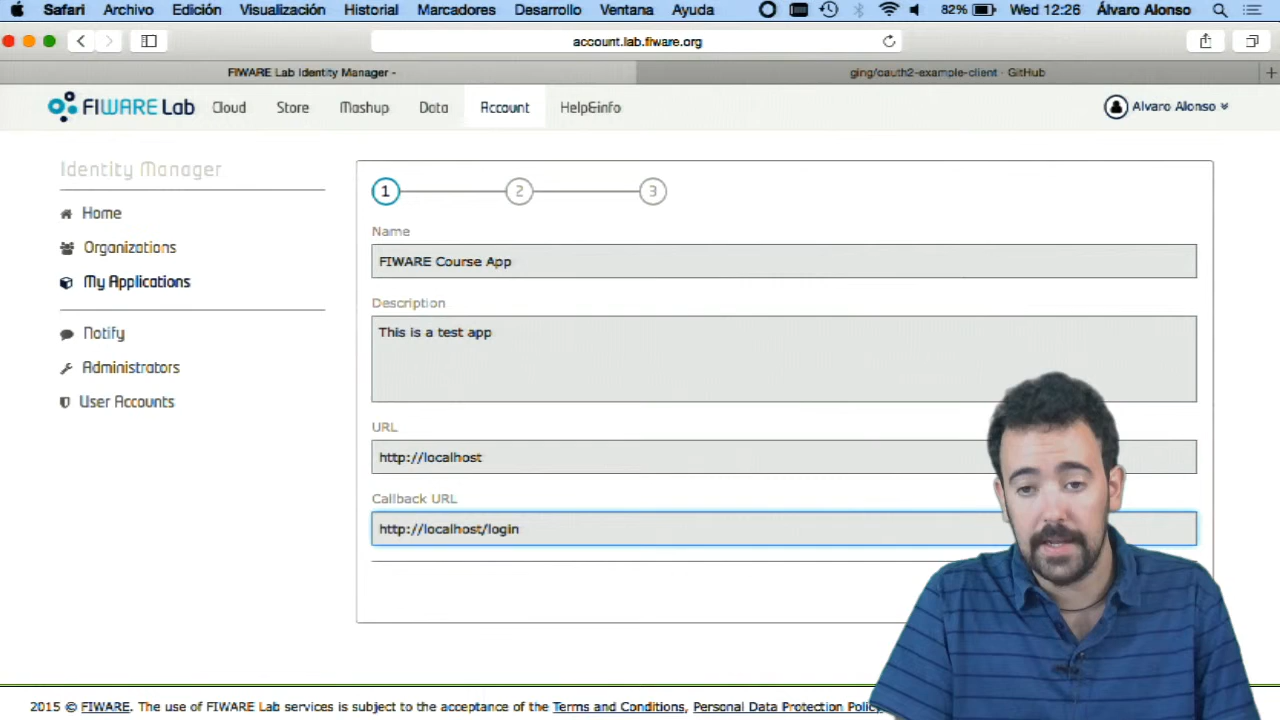 Safari Archivo Edición Visualización Historial Marcadores Desarrollo Ventana Ayuda 82% Wed 12:26 Álvaro Alonso
account.lab.fiware.org
FIWARE Lab Identity Manager - ging/oauth2-example-client · GitHub
FIWARE Lab Cloud Store Mashup Data Account Help&info Alvaro Alonso
Identity Manager
Home
Organizations
My Applications
Notify
Administrators
User Accounts
1 2 3
Name
FIWARE Course App
Description
This is a test app
URL
http://localhost
Callback URL
http://localhost/login
2015 © FIWARE. The use of FIWARE Lab services is subject to the acceptance of the Terms and Conditions, Personal Data Protection Policy